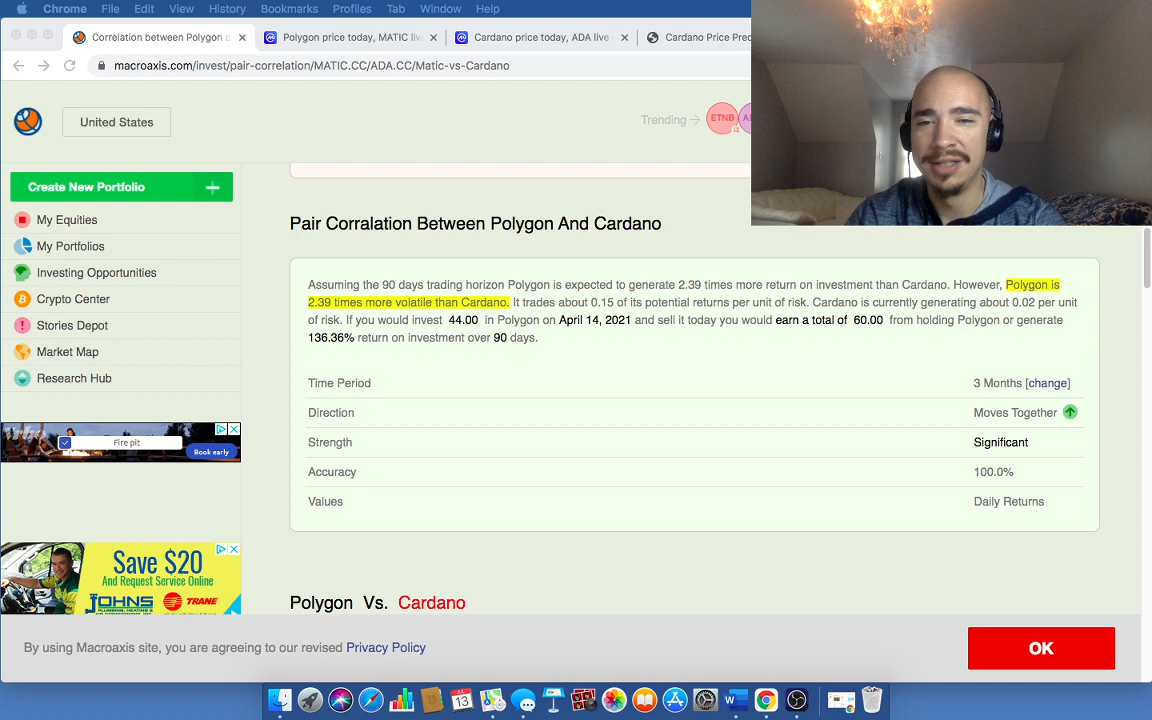 Chrome File Edit View History Bookmarks Profiles Tab Window Help
Correlation between Polygon a
Polygon price today, MATIC liv
Cardano price today, ADA live
Cardano Price Pred
macroaxis.com/invest/pair-correlation/MATIC.CC/ADA.CC/Matic-vs-Cardano
United States
Trending
ETNB
Create New Portfolio
My Equities
My Portfolios
Investing Opportunities
Crypto Center
Stories Depot
Market Map
Research Hub
Fire pit
Book early
Save $20
And Request Service Online
JOHNS
TRANE
Pair Corralation Between Polygon And Cardano
Assuming the 90 days trading horizon Polygon is expected to generate 2.39 times more return on investment than Cardano. However, Polygon is
2.39 times more volatile than Cardano. It trades about 0.15 of its potential returns per unit of risk. Cardano is currently generating about 0.02 per unit
of risk. If you would invest 44.00 in Polygon on April 14, 2021 and sell it today you would earn a total of 60.00 from holding Polygon or generate
136.36% return on investment over 90 days.
Time Period 3 Months [change]
Direction Moves Together
Strength Significant
Accuracy 100.0%
Values Daily Returns
Polygon Vs. Cardano
By using Macroaxis site, you are agreeing to our revised Privacy Policy
OK
13